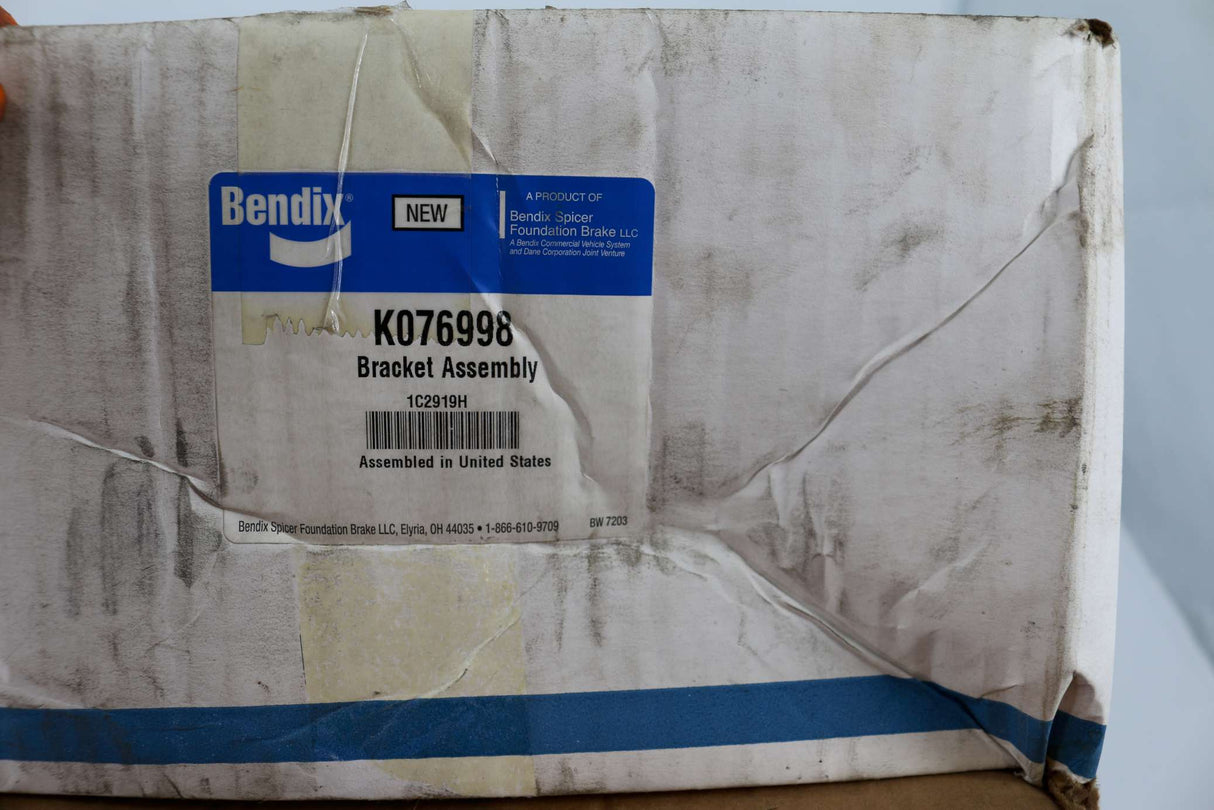 Bendix®
NEW
A PRODUCT OF
Bendix Spicer
Foundation Brake LLC
A Bendix Commercial Vehicle System
and Dane Corporation Joint Venture
K076998
Bracket Assembly
1C2919H
Assembled in United States
Bendix Spicer Foundation Brake LLC, Elyria, OH 44035 • 1-866-610-9709
BW 7203